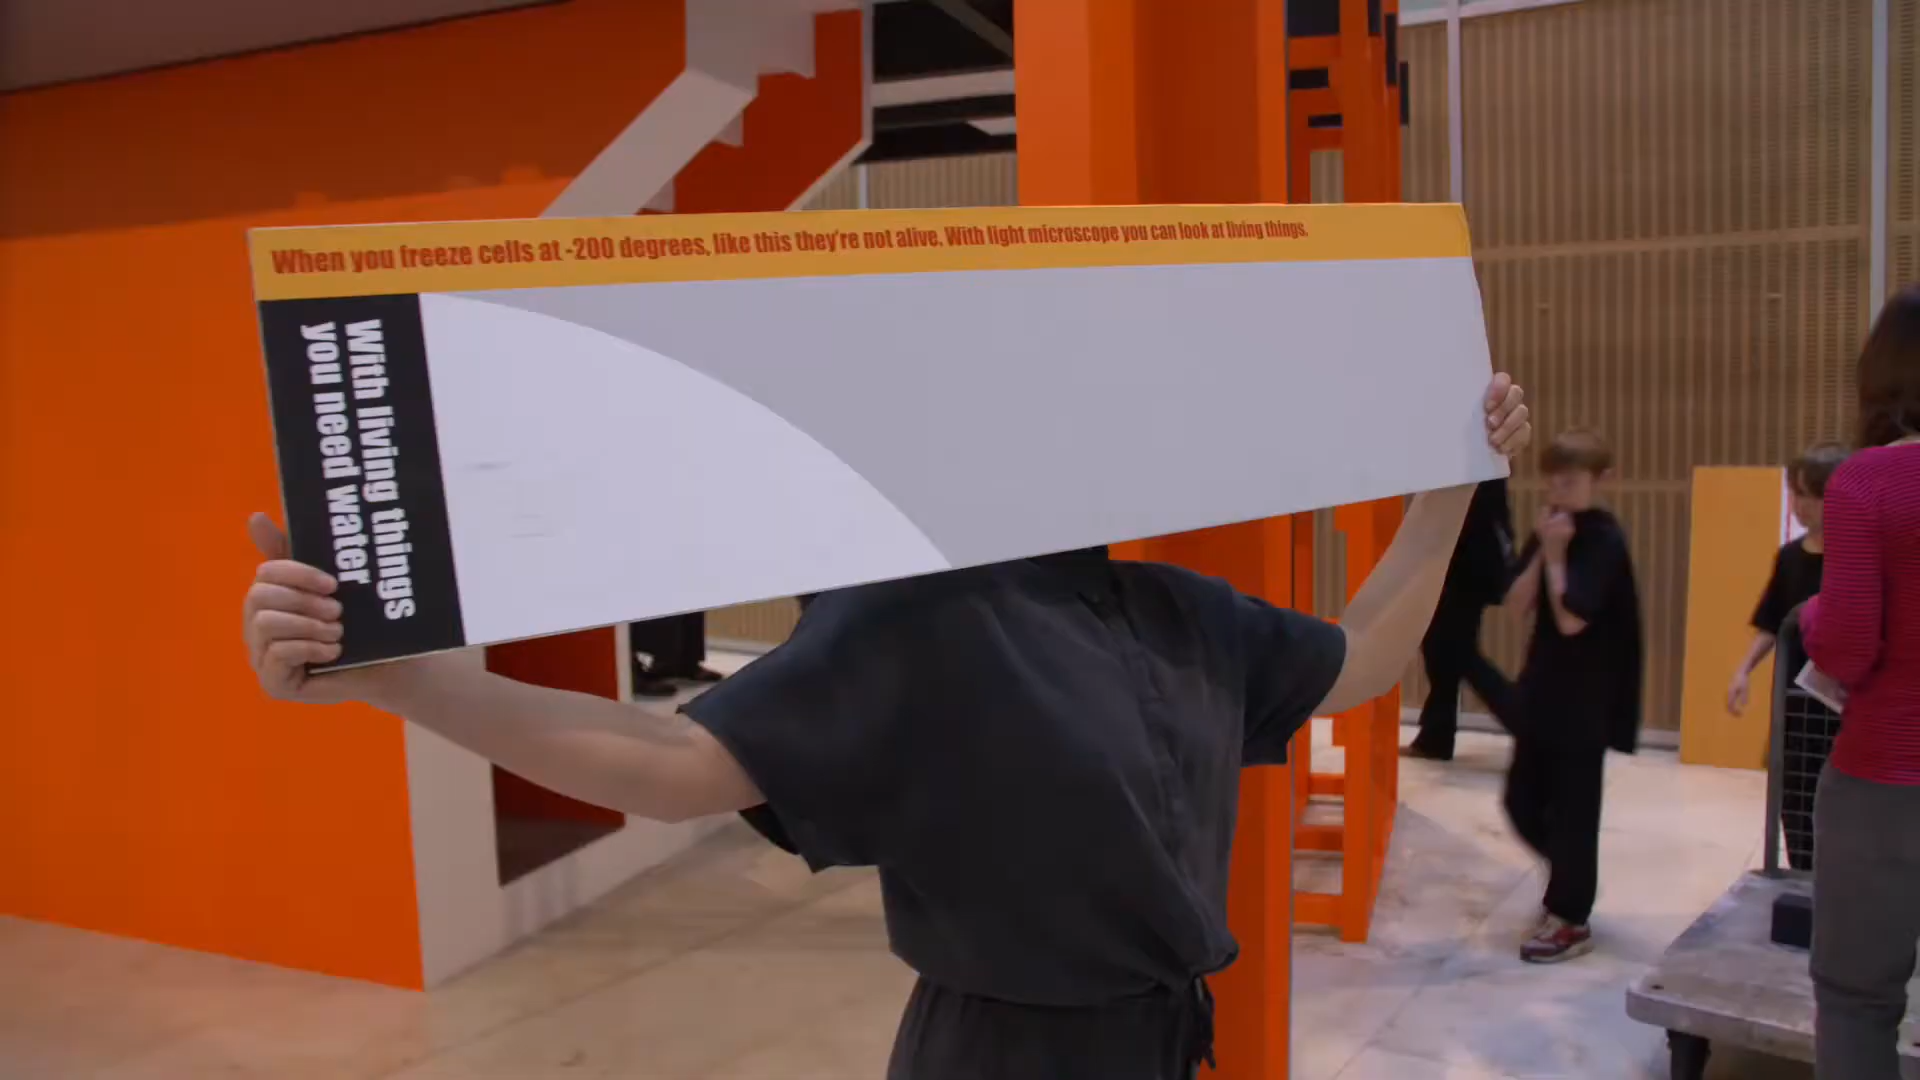 When you freeze cells at -200 degrees, like this they're not alive. With light microscope you can look at living things.
With living things
you need water